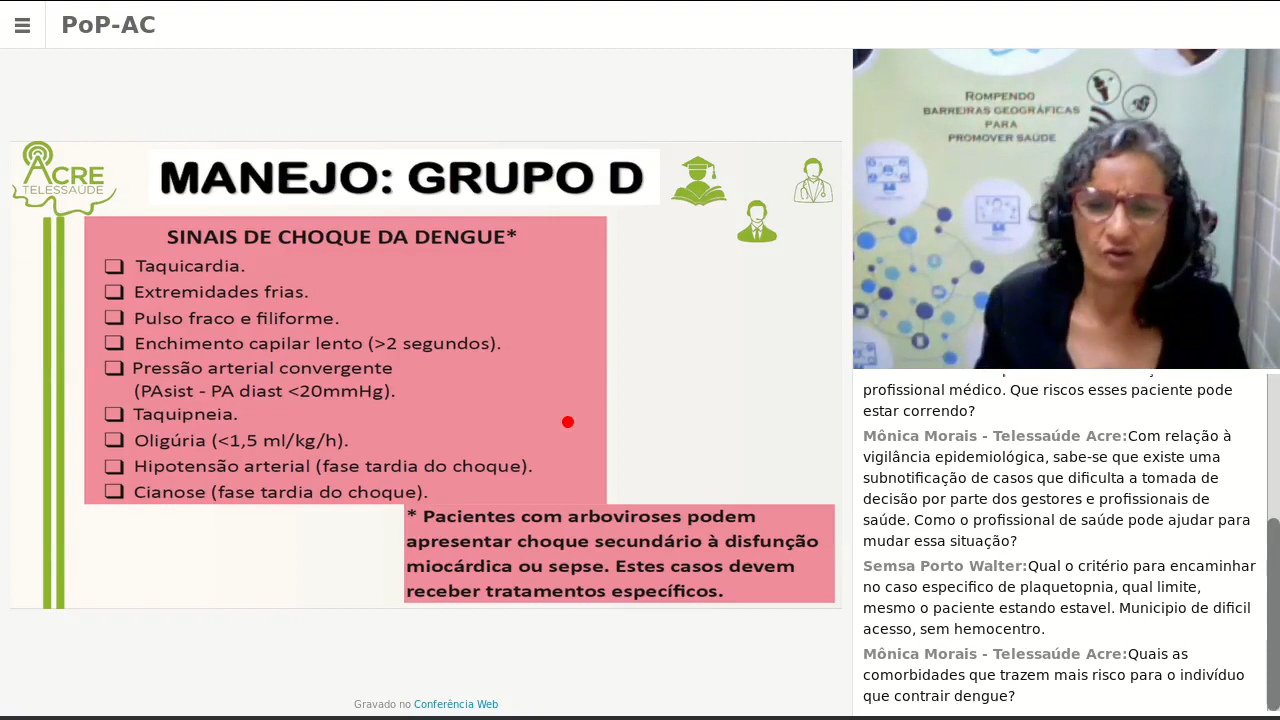 PoP-AC
ACRE
TELESSAÚDE
MANEJO: GRUPO D
SINAIS DE CHOQUE DA DENGUE*
Taquicardia.
Extremidades frias.
Pulso fraco e filiforme.
Enchimento capilar lento (>2 segundos).
Pressão arterial convergente
(PAsist - PA diast <20mmHg).
Taquipneia.
Oligúria (<1,5 ml/kg/h).
Hipotensão arterial (fase tardia do choque).
Cianose (fase tardia do choque).
* Pacientes com arboviroses podem
apresentar choque secundário à disfunção
miocárdica ou sepse. Estes casos devem
receber tratamentos específicos.
Gravado no Conferência Web
ROMPENDO
BARREIRAS GEOGRÁFICAS
PARA
PROMOVER SAÚDE
profissional médico. Que riscos esses paciente pode
estar correndo?
Mônica Morais - Telessaúde Acre:Com relação à
vigilância epidemiológica, sabe-se que existe uma
subnotificação de casos que dificulta a tomada de
decisão por parte dos gestores e profissionais de
saúde. Como o profissional de saúde pode ajudar para
mudar essa situação?
Semsa Porto Walter:Qual o critério para encaminhar
no caso especifico de plaquetopnia, qual limite,
mesmo o paciente estando estavel. Municipio de dificil
acesso, sem hemocentro.
Mônica Morais - Telessaúde Acre:Quais as
comorbidades que trazem mais risco para o indivíduo
que contrair dengue?